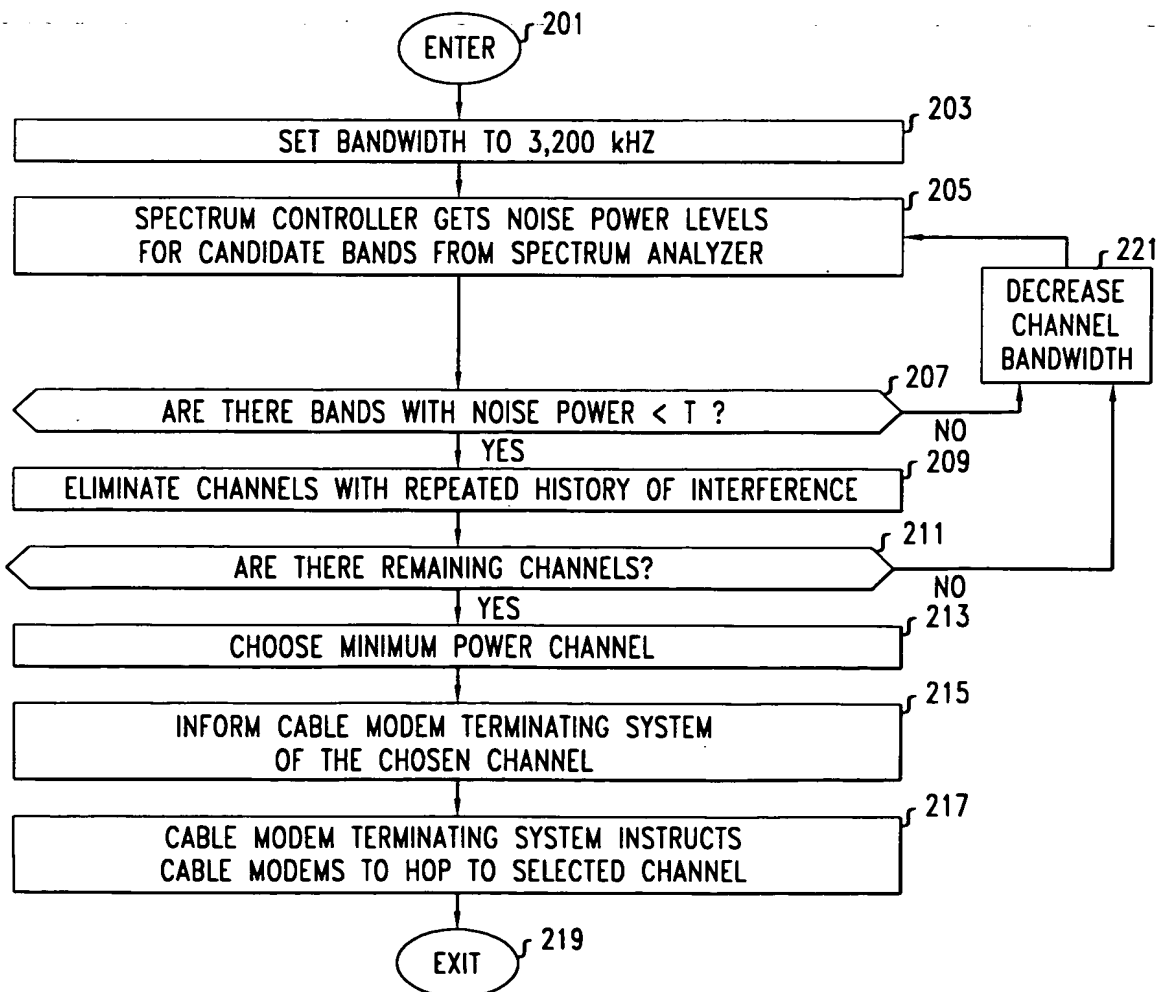 201
ENTER
203
SET BANDWIDTH TO 3,200 kHZ
205
SPECTRUM CONTROLLER GETS NOISE POWER LEVELS
FOR CANDIDATE BANDS FROM SPECTRUM ANALYZER
221
DECREASE
CHANNEL
BANDWIDTH
207
ARE THERE BANDS WITH NOISE POWER < T ?
NO
YES
209
ELIMINATE CHANNELS WITH REPEATED HISTORY OF INTERFERENCE
211
ARE THERE REMAINING CHANNELS?
NO
YES
213
CHOOSE MINIMUM POWER CHANNEL
215
INFORM CABLE MODEM TERMINATING SYSTEM
OF THE CHOSEN CHANNEL
217
CABLE MODEM TERMINATING SYSTEM INSTRUCTS
CABLE MODEMS TO HOP TO SELECTED CHANNEL
219
EXIT